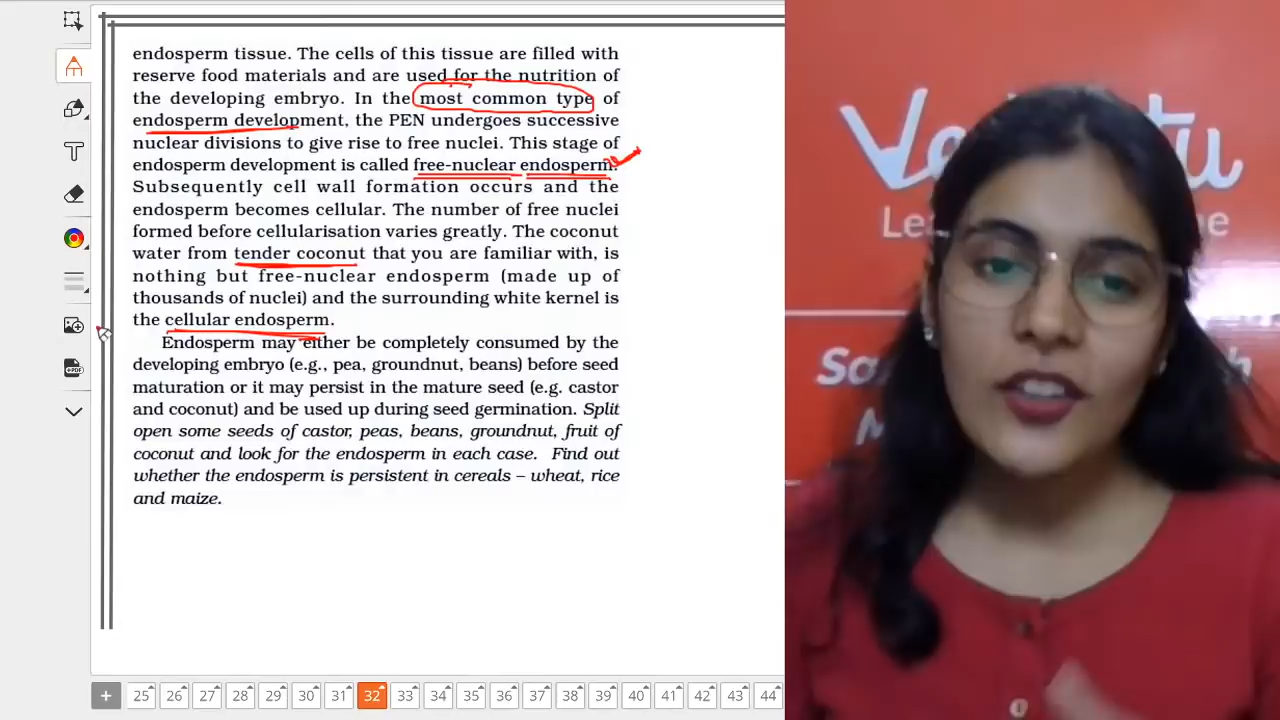 endosperm tissue. The cells of this tissue are filled with
reserve food materials and are used for the nutrition of
the developing embryo. In the most common type of
endosperm development, the PEN undergoes successive
nuclear divisions to give rise to free nuclei. This stage of
endosperm development is called free-nuclear endosperm.
Subsequently cell wall formation occurs and the
endosperm becomes cellular. The number of free nuclei
formed before cellularisation varies greatly. The coconut
water from tender coconut that you are familiar with, is
nothing but free-nuclear endosperm (made up of
thousands of nuclei) and the surrounding white kernel is
the cellular endosperm.
Endosperm may either be completely consumed by the
developing embryo (e.g., pea, groundnut, beans) before seed
maturation or it may persist in the mature seed (e.g. castor
and coconut) and be used up during seed germination. Split
open some seeds of castor, peas, beans, groundnut, fruit of
coconut and look for the endosperm in each case. Find out
whether the endosperm is persistent in cereals – wheat, rice
and maize.
+ 25 26 27 28 29 30 31 32 33 34 35 36 37 38 39 40 41 42 43 44